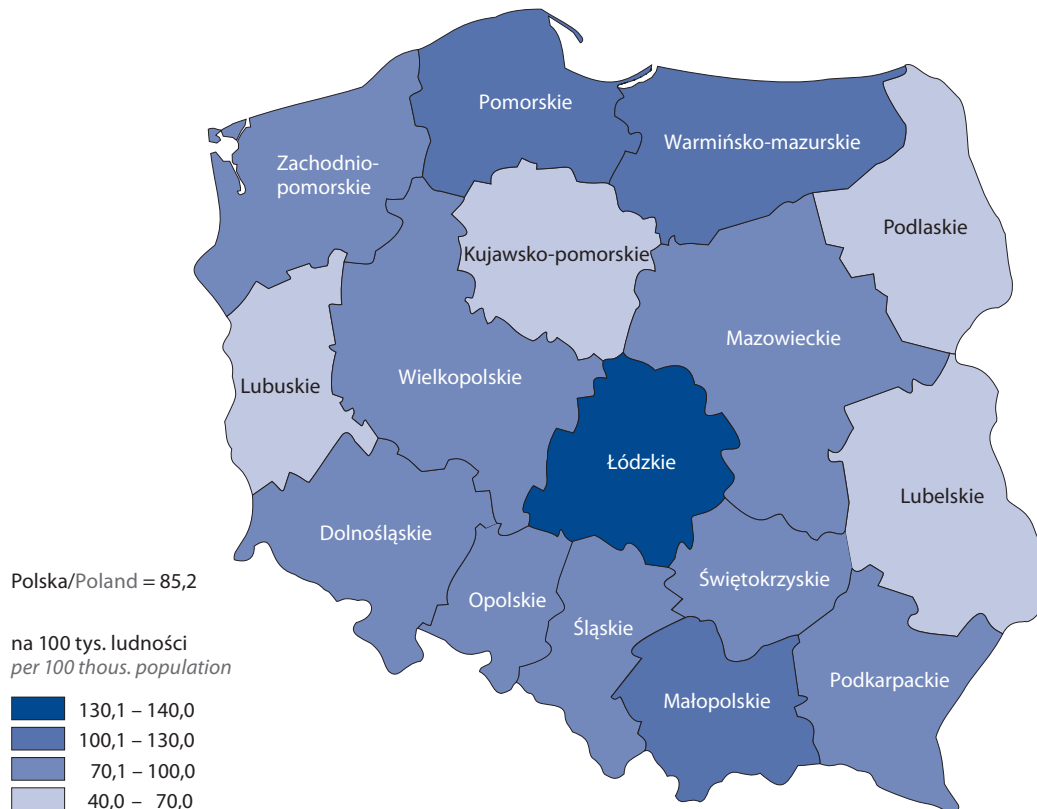 Pomorskie
Warmińsko-mazurskie
Zachodnio-
pomorskie
Podlaskie
Kujawsko-pomorskie
Mazowieckie
Lubuskie
Wielkopolskie
Łódzkie
Lubelskie
Dolnośląskie
Świętokrzyskie
Opolskie
Śląskie
Podkarpackie
Małopolskie
Polska/Poland = 85,2
na 100 tys. ludności
per 100 thous. population
130,1 – 140,0
100,1 – 130,0
70,1 – 100,0
40,0 – 70,0